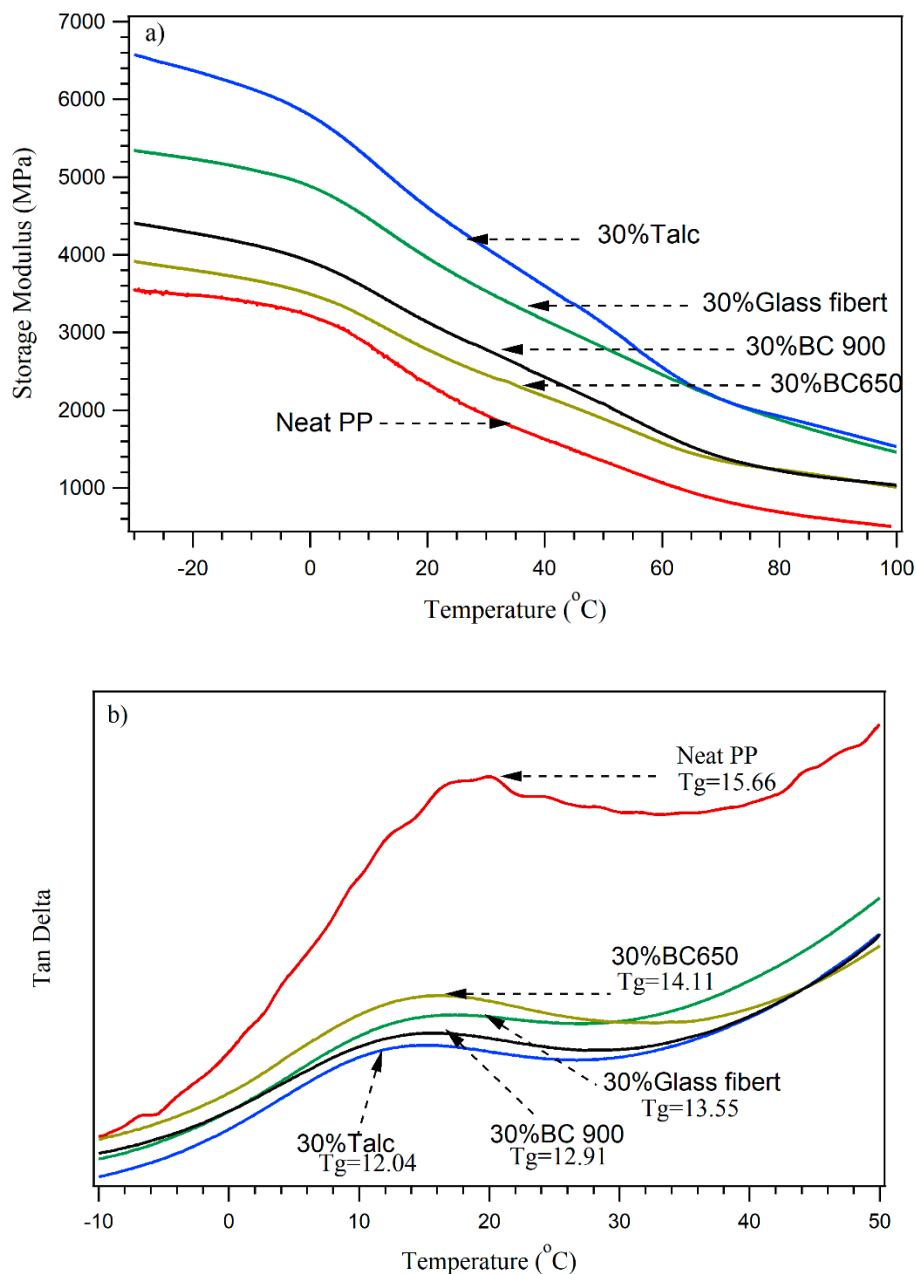 a)
7000
6000
5000
4000
3000
2000
1000
Storage Modulus (MPa)
30%Talc
30%Glass fibert
30%BC 900
30%BC650
Neat PP
-20 0 20 40 60 80 100
Temperature (°C)
b)
Neat PP
Tg=15.66
Tan Delta
30%BC650
Tg=14.11
30%Glass fibert
Tg=13.55
30%Talc
Tg=12.04
30%BC 900
Tg=12.91
-10 0 10 20 30 40 50
Temperature (°C)